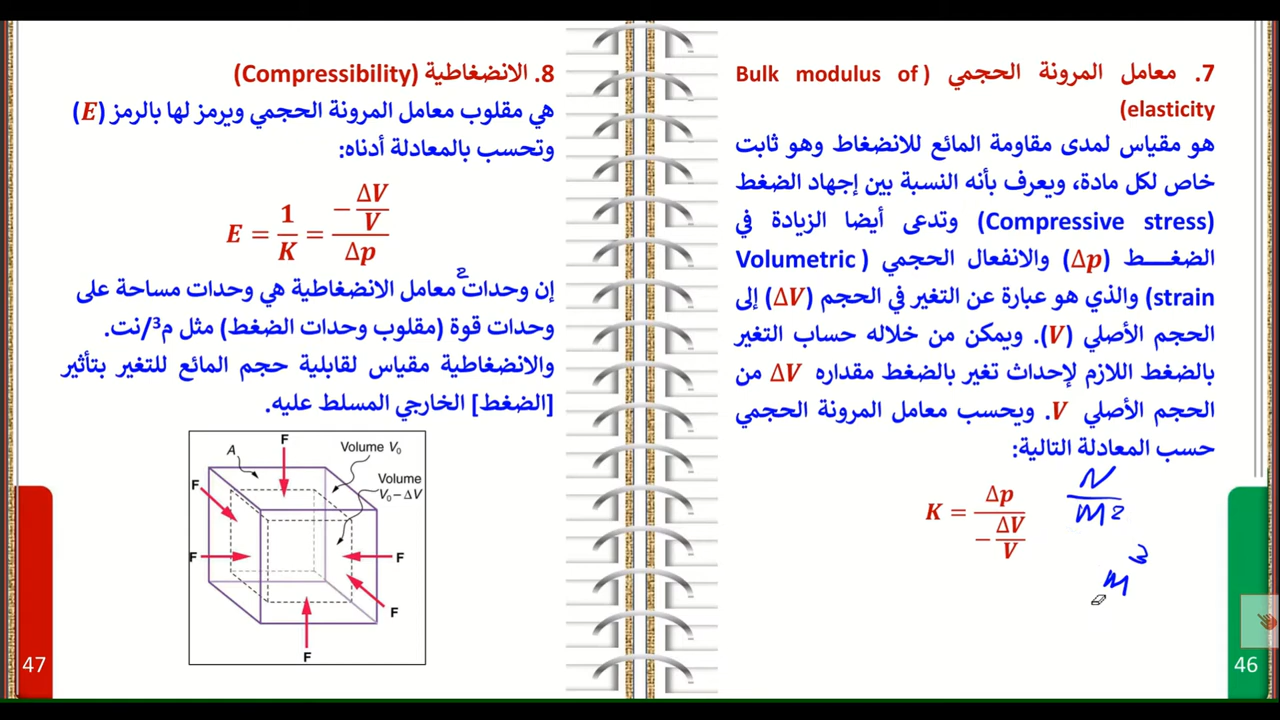 7. معامل المرونة الحجمي (Bulk modulus of
elasticity)
هو مقياس لمدى مقاومة المائع للانضغاط وهو ثابت
خاص لكل مادة، ويعرف بأنه النسبة بين إجهاد الضغط
(Compressive stress) وتدعى أيضا الزيادة في
الضغـــط (Δp) والانفعال الحجمي (Volumetric
strain) والذي هو عبارة عن التغير في الحجم (ΔV) إلى
الحجم الأصلي (V). ويمكن من خلاله حساب التغير
بالضغط اللازم لإحداث تغير بالضغط مقداره ΔV من
الحجم الأصلي V. ويحسب معامل المرونة الحجمي
حسب المعادلة التالية:
K = Δp / (− ΔV/V)
N
M2
M3
46
8. الانضغاطية (Compressibility)
هي مقلوب معامل المرونة الحجمي ويرمز لها بالرمز (E)
وتحسب بالمعادلة أدناه:
E = 1/K = (− ΔV/V) / Δp
إن وحدات معامل الانضغاطية هي وحدات مساحة على
وحدات قوة (مقلوب وحدات الضغط) مثل م3/نت.
والانضغاطية مقياس لقابلية حجم المائع للتغير بتأثير
[الضغط] الخارجي المسلط عليه.
F
A
Volume V0
Volume
V0 − ΔV
F
F
F
F
F
47